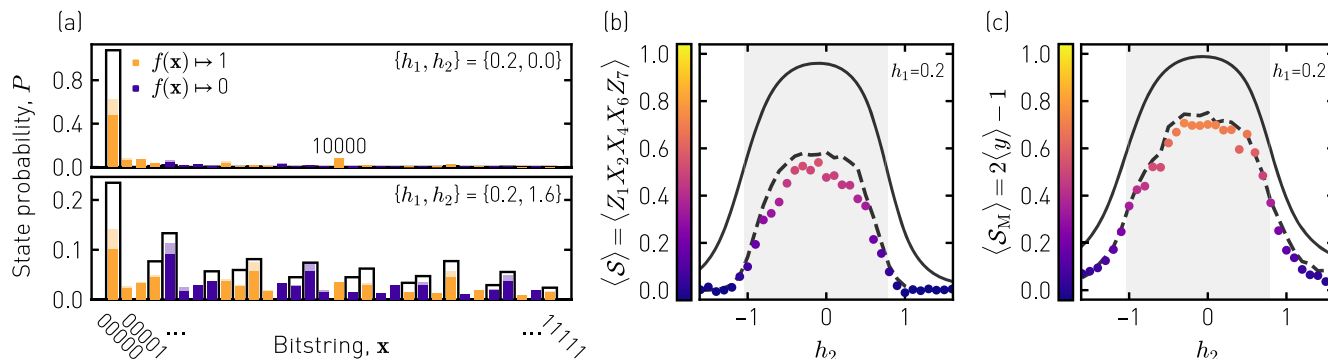 (a)
State probability, P
0.8
0.4
0.0
f(x) ↦ 1
f(x) ↦ 0
{h₁, h₂} = {0.2, 0.0}
10000
0.2
0.1
0.0
{h₁, h₂} = {0.2, 1.6}
00000
00001
...
...
11111
Bitstring, x
(b)
⟨S⟩ = ⟨Z₁X₂X₄X₆Z₇⟩
1.0
0.8
0.6
0.4
0.2
0.0
h₁=0.2
−1
0
1
h₂
(c)
⟨S_M⟩ = 2⟨y⟩ − 1
1.0
0.8
0.6
0.4
0.2
0.0
h₁=0.2
−1
0
1
h₂